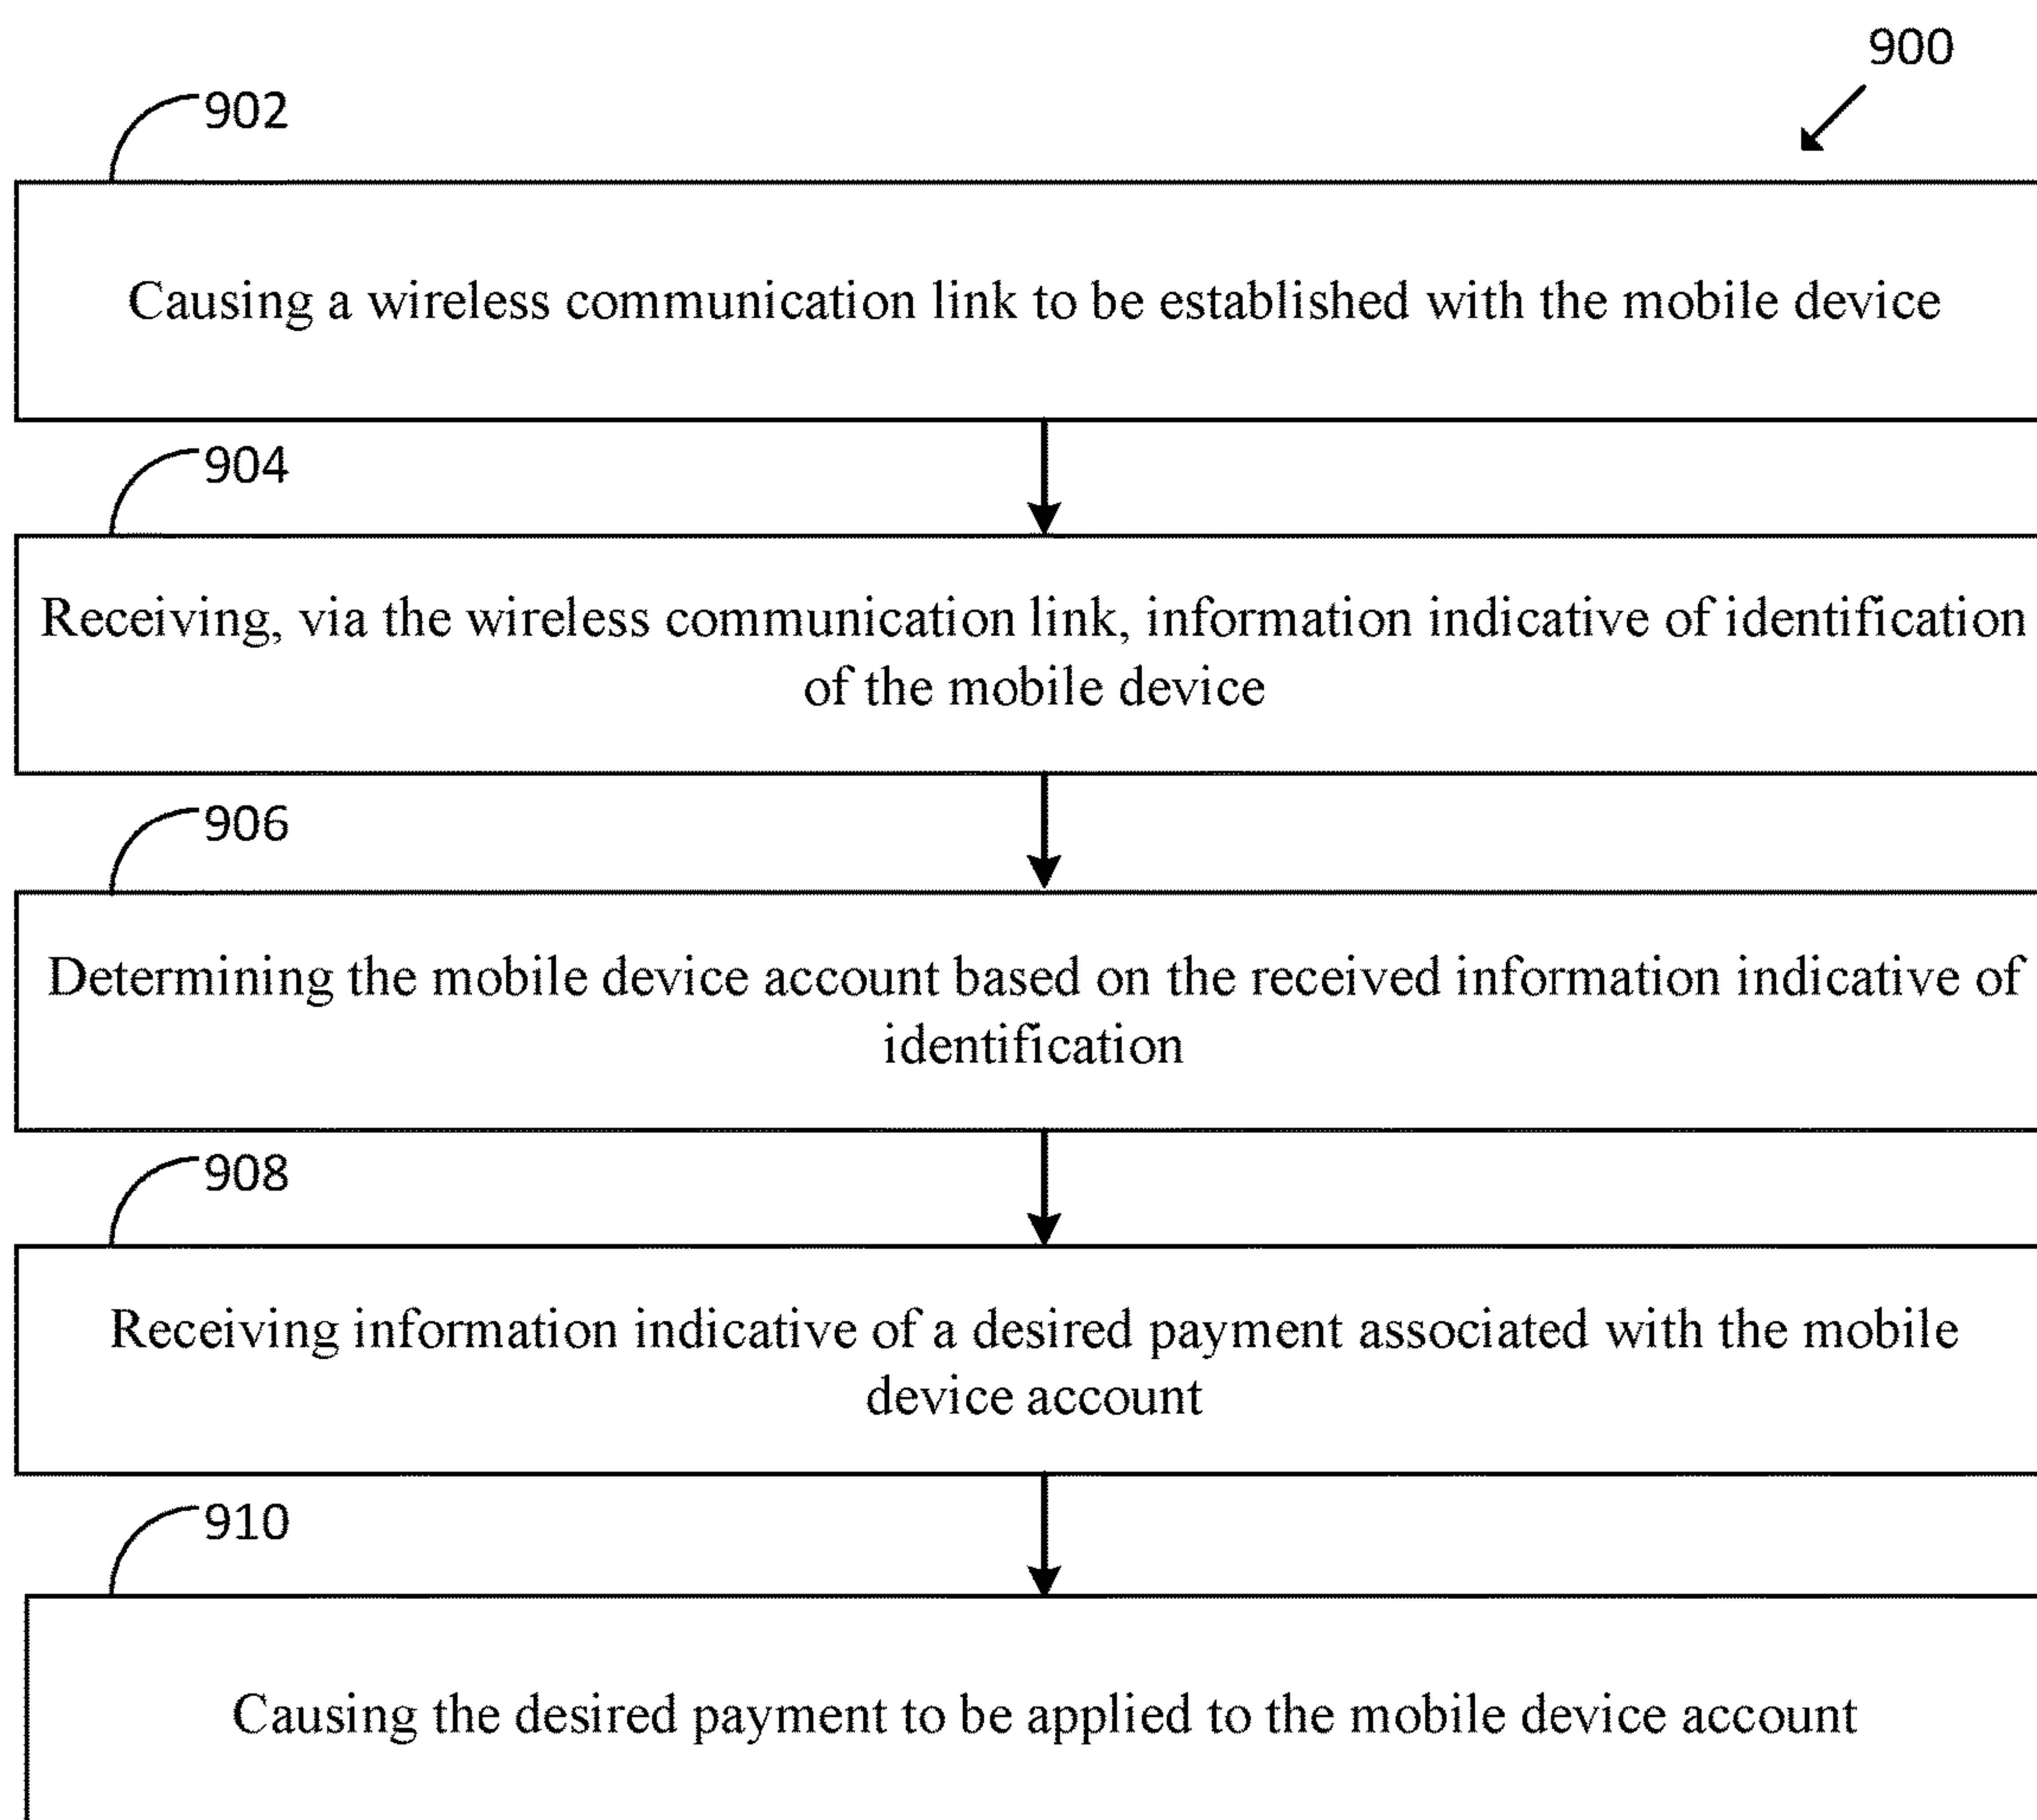 900
902
Causing a wireless communication link to be established with the mobile device
904
Receiving, via the wireless communication link, information indicative of identification
of the mobile device
906
Determining the mobile device account based on the received information indicative of
identification
908
Receiving information indicative of a desired payment associated with the mobile
device account
910
Causing the desired payment to be applied to the mobile device account